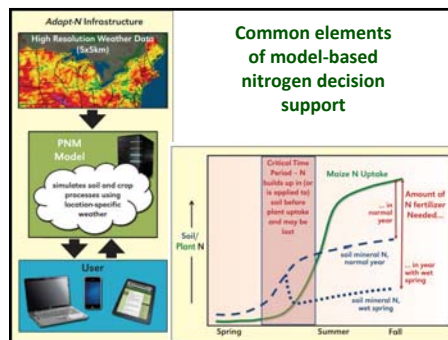 Adapt-N Infrastructure
High Resolution Weather Data
(5x5km)
PNM
Model
simulates soil and crop
processes using
location-specific
weather
User
Common elements
of model-based
nitrogen decision
support
Critical Time
Period – N
builds up in (or
is applied to)
soil before
plant uptake
and may be
lost
Maize N Uptake
Amount of
N fertilizer
Needed...
... in
normal
year
soil mineral N,
normal year
... in year
with wet
spring
soil mineral N,
wet spring
Soil/
Plant N
Spring
Summer
Fall